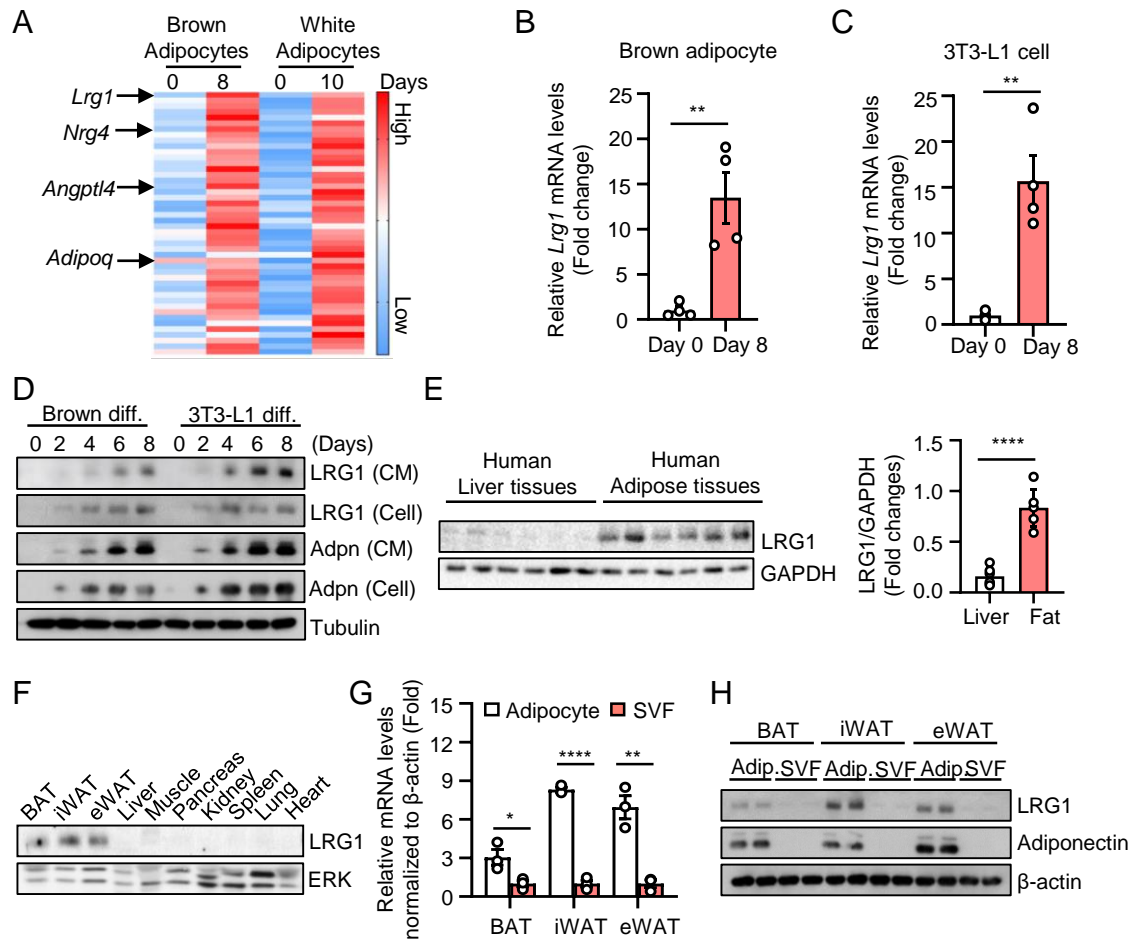 A
Brown
Adipocytes
White
Adipocytes
0 8 0 10 Days
Lrg1
Nrg4
Angptl4
Adipoq
High
Low
B
Brown adipocyte
Relative Lrg1 mRNA levels
(Fold change)
25
20
15
10
5
0
**
Day 0 Day 8
C
3T3-L1 cell
Relative Lrg1 mRNA levels
(Fold change)
25
20
15
10
5
0
**
Day 0 Day 8
D
Brown diff. 3T3-L1 diff.
0 2 4 6 8 0 2 4 6 8 (Days)
LRG1 (CM)
LRG1 (Cell)
Adpn (CM)
Adpn (Cell)
Tubulin
E
Human
Liver tissues
Human
Adipose tissues
LRG1
GAPDH
LRG1/GAPDH
(Fold changes)
1.5
1.0
0.5
0.0
****
Liver Fat
F
BAT
iWAT
eWAT
Liver
Muscle
Pancreas
Kidney
Spleen
Lung
Heart
LRG1
ERK
G
Relative mRNA levels
normalized to β-actin (Fold)
15
12
9
6
3
0
Adipocyte SVF
*
****
**
BAT iWAT eWAT
H
BAT iWAT eWAT
Adip. SVF Adip. SVF Adip. SVF
LRG1
Adiponectin
β-actin